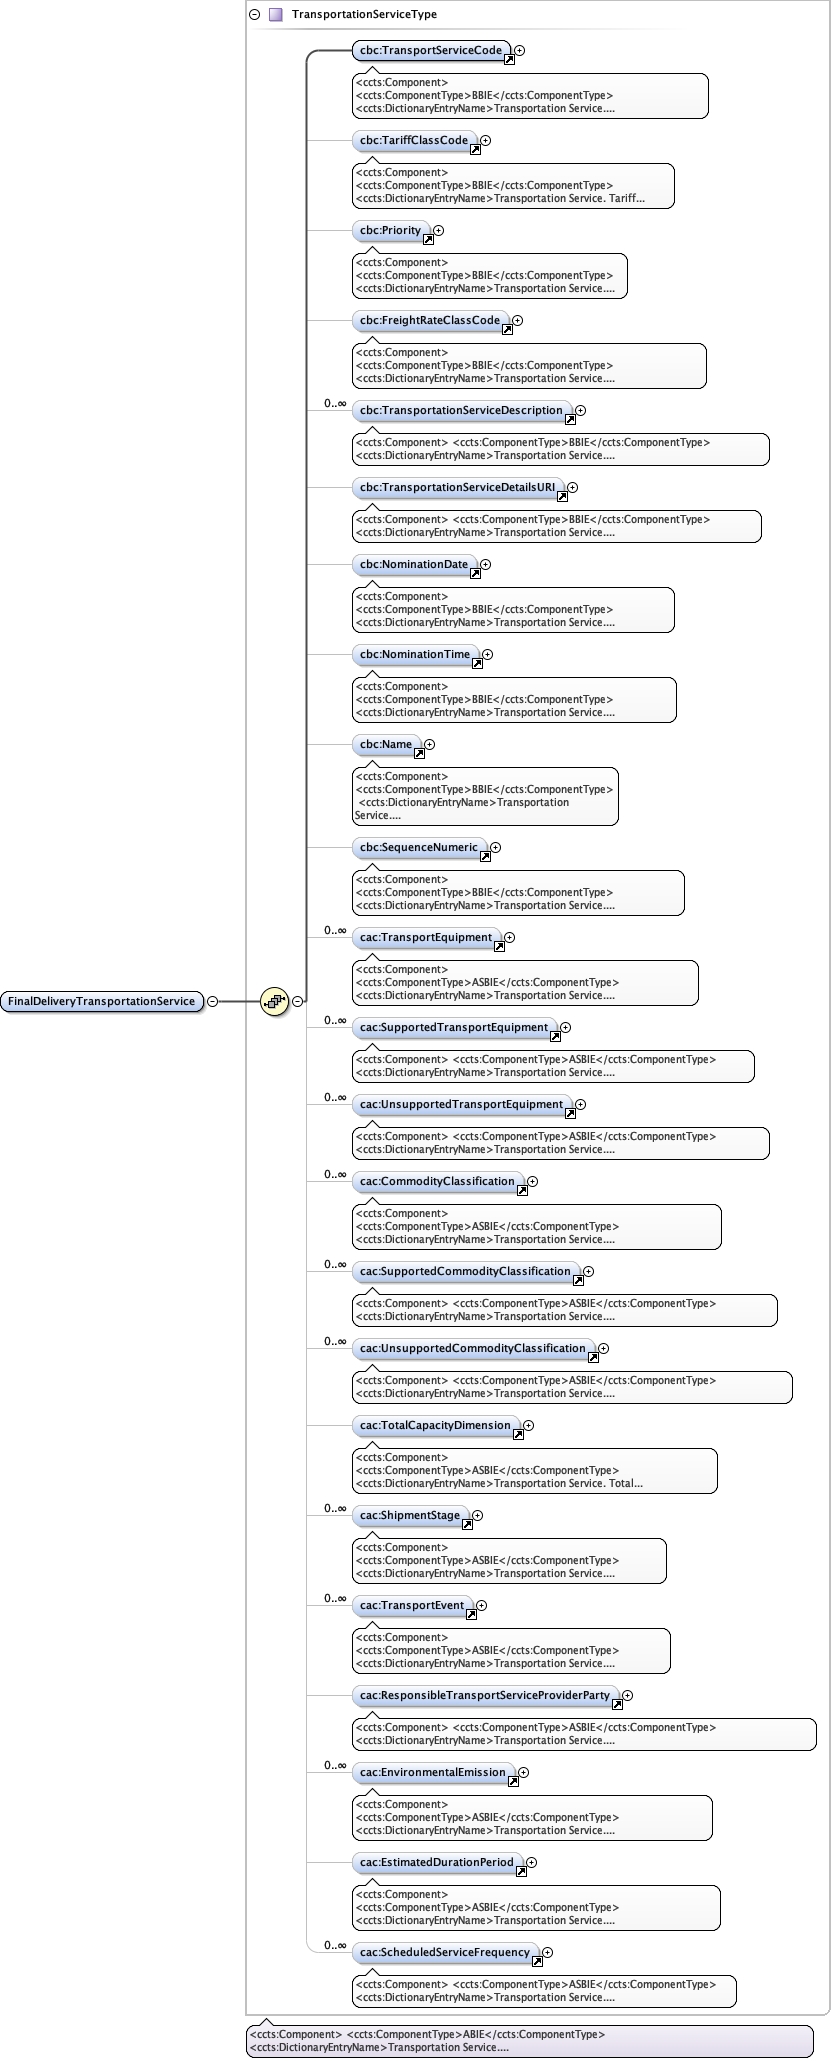 TransportationServiceType
cbc:TransportServiceCode
<ccts:Component>
<ccts:ComponentType>BBIE</ccts:ComponentType>
<ccts:DictionaryEntryName>Transportation Service....
cbc:TariffClassCode
<ccts:Component>
<ccts:ComponentType>BBIE</ccts:ComponentType>
<ccts:DictionaryEntryName>Transportation Service. Tariff...
cbc:Priority
<ccts:Component>
<ccts:ComponentType>BBIE</ccts:ComponentType>
<ccts:DictionaryEntryName>Transportation Service....
cbc:FreightRateClassCode
<ccts:Component>
<ccts:ComponentType>BBIE</ccts:ComponentType>
<ccts:DictionaryEntryName>Transportation Service....
0..∞
cbc:TransportationServiceDescription
<ccts:Component> <ccts:ComponentType>BBIE</ccts:ComponentType>
<ccts:DictionaryEntryName>Transportation Service....
cbc:TransportationServiceDetailsURI
<ccts:Component> <ccts:ComponentType>BBIE</ccts:ComponentType>
<ccts:DictionaryEntryName>Transportation Service....
cbc:NominationDate
<ccts:Component>
<ccts:ComponentType>BBIE</ccts:ComponentType>
<ccts:DictionaryEntryName>Transportation Service....
cbc:NominationTime
<ccts:Component>
<ccts:ComponentType>BBIE</ccts:ComponentType>
<ccts:DictionaryEntryName>Transportation Service....
cbc:Name
<ccts:Component>
<ccts:ComponentType>BBIE</ccts:ComponentType>
<ccts:DictionaryEntryName>Transportation
Service....
cbc:SequenceNumeric
<ccts:Component>
<ccts:ComponentType>BBIE</ccts:ComponentType>
<ccts:DictionaryEntryName>Transportation Service....
0..∞
cac:TransportEquipment
<ccts:Component>
<ccts:ComponentType>ASBIE</ccts:ComponentType>
<ccts:DictionaryEntryName>Transportation Service....
FinalDeliveryTransportationService
0..∞
cac:SupportedTransportEquipment
<ccts:Component> <ccts:ComponentType>ASBIE</ccts:ComponentType>
<ccts:DictionaryEntryName>Transportation Service....
0..∞
cac:UnsupportedTransportEquipment
<ccts:Component> <ccts:ComponentType>ASBIE</ccts:ComponentType>
<ccts:DictionaryEntryName>Transportation Service....
0..∞
cac:CommodityClassification
<ccts:Component>
<ccts:ComponentType>ASBIE</ccts:ComponentType>
<ccts:DictionaryEntryName>Transportation Service....
0..∞
cac:SupportedCommodityClassification
<ccts:Component> <ccts:ComponentType>ASBIE</ccts:ComponentType>
<ccts:DictionaryEntryName>Transportation Service....
0..∞
cac:UnsupportedCommodityClassification
<ccts:Component> <ccts:ComponentType>ASBIE</ccts:ComponentType>
<ccts:DictionaryEntryName>Transportation Service....
cac:TotalCapacityDimension
<ccts:Component>
<ccts:ComponentType>ASBIE</ccts:ComponentType>
<ccts:DictionaryEntryName>Transportation Service. Total...
0..∞
cac:ShipmentStage
<ccts:Component>
<ccts:ComponentType>ASBIE</ccts:ComponentType>
<ccts:DictionaryEntryName>Transportation Service....
0..∞
cac:TransportEvent
<ccts:Component>
<ccts:ComponentType>ASBIE</ccts:ComponentType>
<ccts:DictionaryEntryName>Transportation Service....
cac:ResponsibleTransportServiceProviderParty
<ccts:Component> <ccts:ComponentType>ASBIE</ccts:ComponentType>
<ccts:DictionaryEntryName>Transportation Service....
0..∞
cac:EnvironmentalEmission
<ccts:Component>
<ccts:ComponentType>ASBIE</ccts:ComponentType>
<ccts:DictionaryEntryName>Transportation Service....
cac:EstimatedDurationPeriod
<ccts:Component>
<ccts:ComponentType>ASBIE</ccts:ComponentType>
<ccts:DictionaryEntryName>Transportation Service....
0..∞
cac:ScheduledServiceFrequency
<ccts:Component> <ccts:ComponentType>ASBIE</ccts:ComponentType>
<ccts:DictionaryEntryName>Transportation Service....
<ccts:Component> <ccts:ComponentType>ABIE</ccts:ComponentType>
<ccts:DictionaryEntryName>Transportation Service....